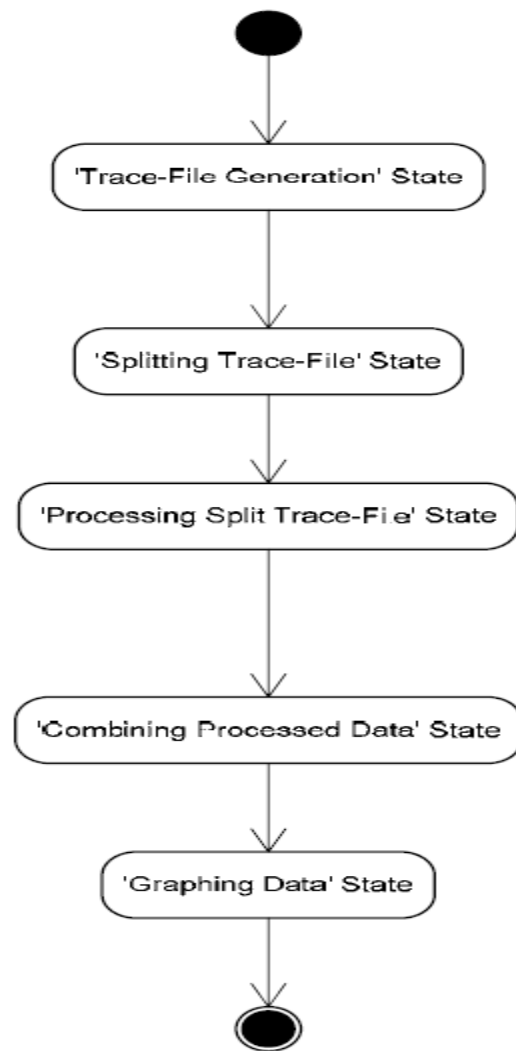 'Trace-File Generation' State
'Splitting Trace-File' State
'Processing Split Trace-File' State
'Combining Processed Data' State
'Graphing Data' State